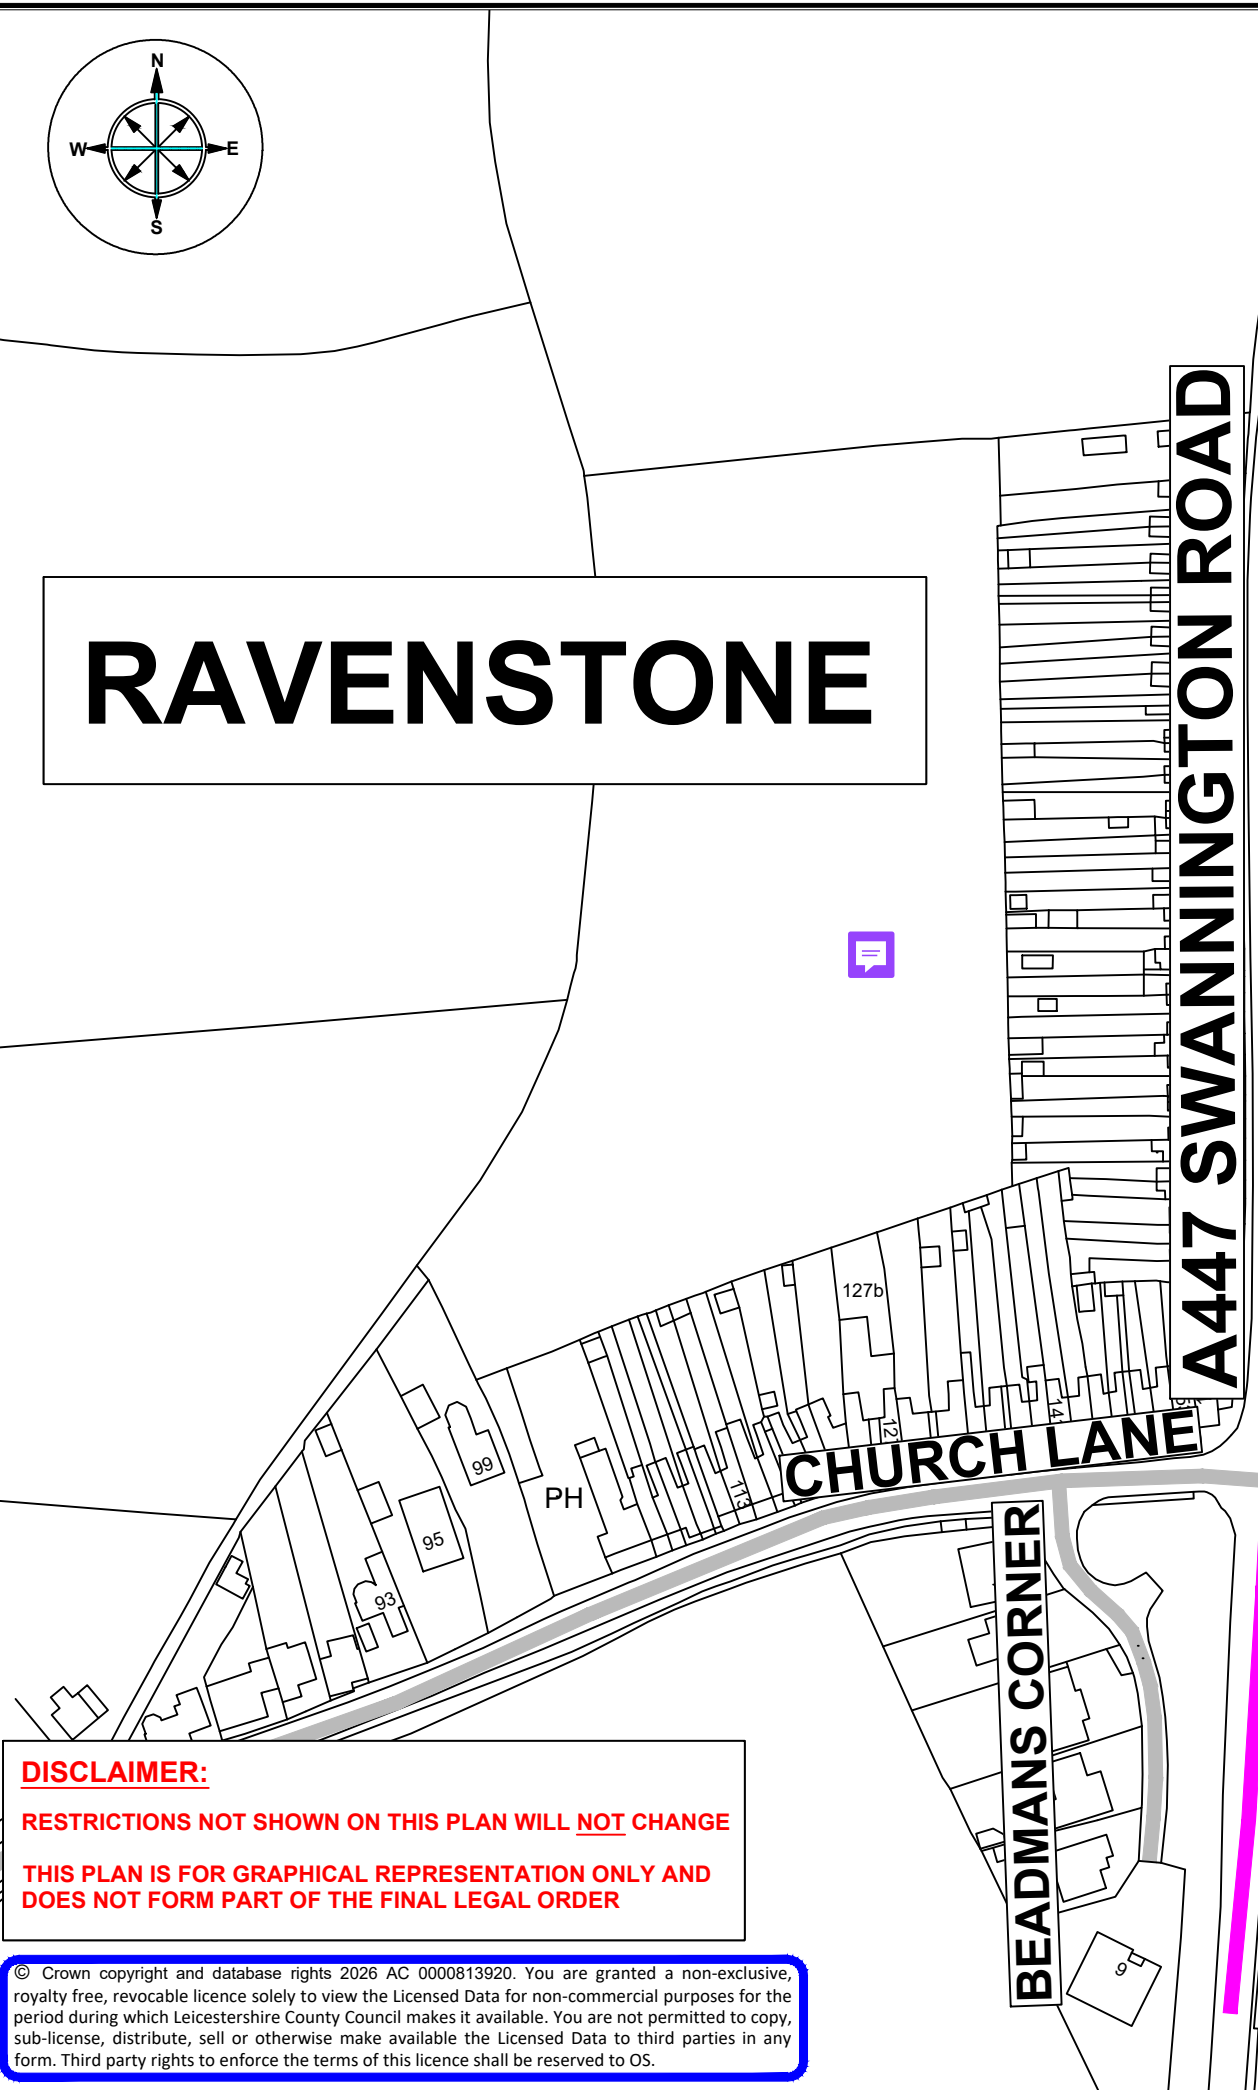 N
W E
S
RAVENSTONE
A447 SWANNINGTON ROAD
127b
99
PH
95
93
113
12
14
CHURCH LANE
BEADMANS CORNER
9
DISCLAIMER:
RESTRICTIONS NOT SHOWN ON THIS PLAN WILL NOT CHANGE
THIS PLAN IS FOR GRAPHICAL REPRESENTATION ONLY AND
DOES NOT FORM PART OF THE FINAL LEGAL ORDER
© Crown copyright and database rights 2026 AC 0000813920. You are granted a non-exclusive,
royalty free, revocable licence solely to view the Licensed Data for non-commercial purposes for the
period during which Leicestershire County Council makes it available. You are not permitted to copy,
sub-license, distribute, sell or otherwise make available the Licensed Data to third parties in any
form. Third party rights to enforce the terms of this licence shall be reserved to OS.